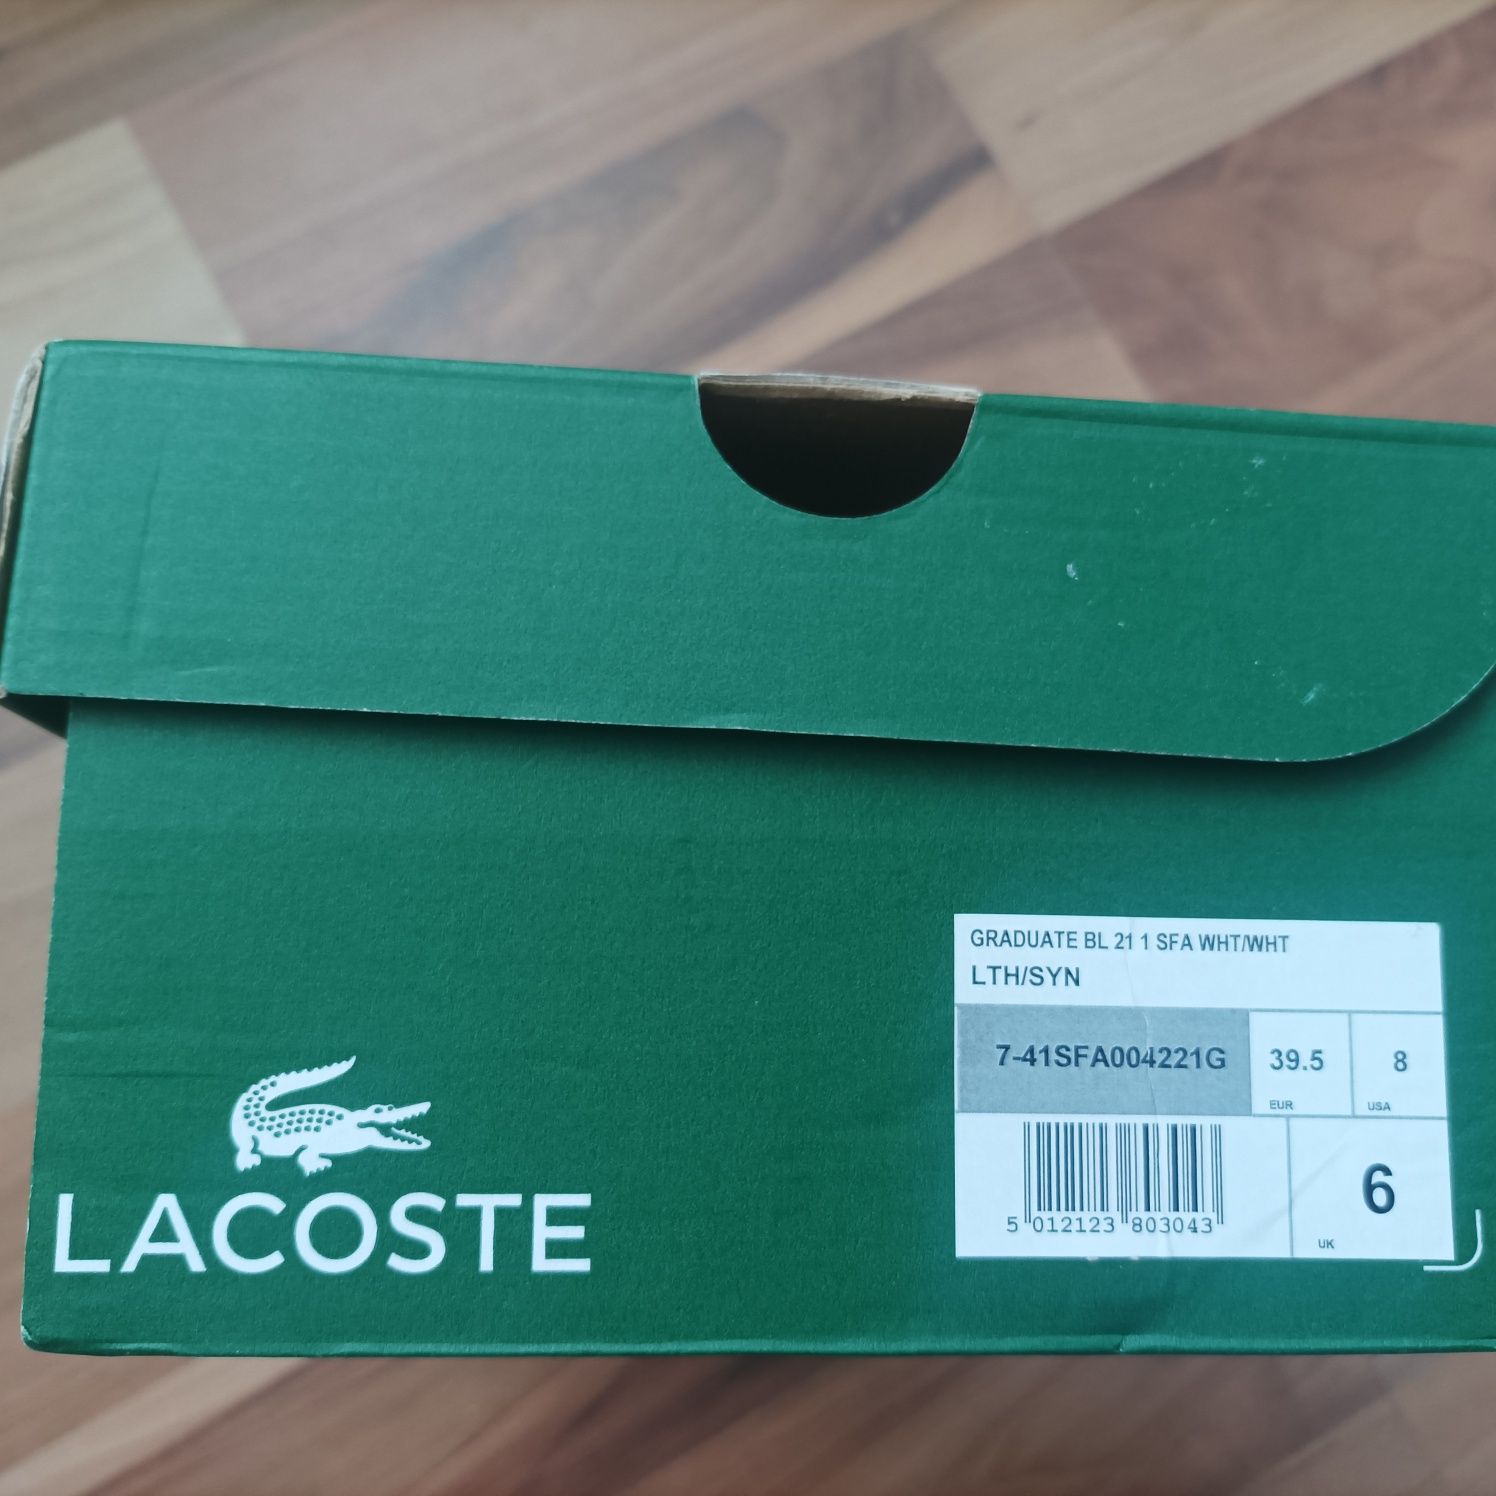 LACOSTE
GRADUATE BL 21 1 SFA WHT/WHT
LTH/SYN
7-41SFA004221G
39.5
EUR
8
USA
5 012123 803043
6
UK